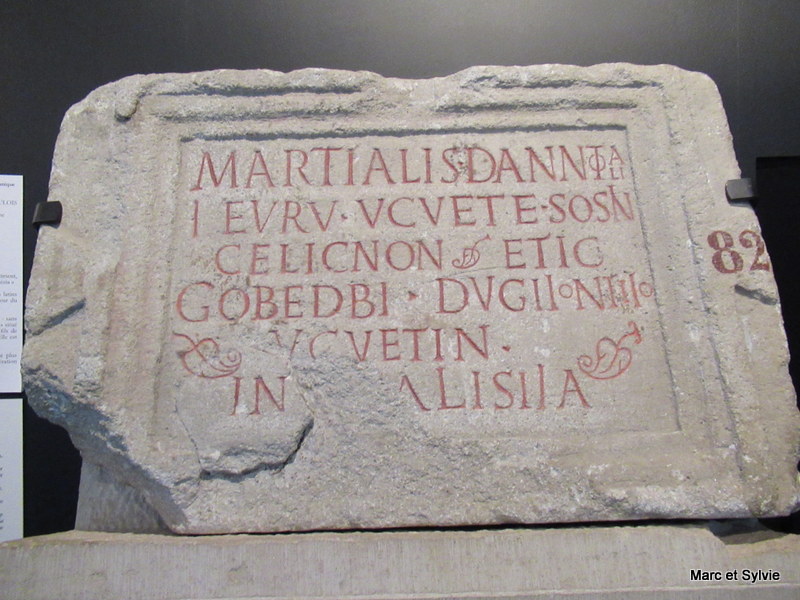 MARTIALIS·DANNOTALI
IEVRV·VCVETE·SOSIN
CELICNON ETIC
GOBEDBI·DVGIIONTIIO
VCVETIN·
IN ALISIIA
82
Marc et Sylvie